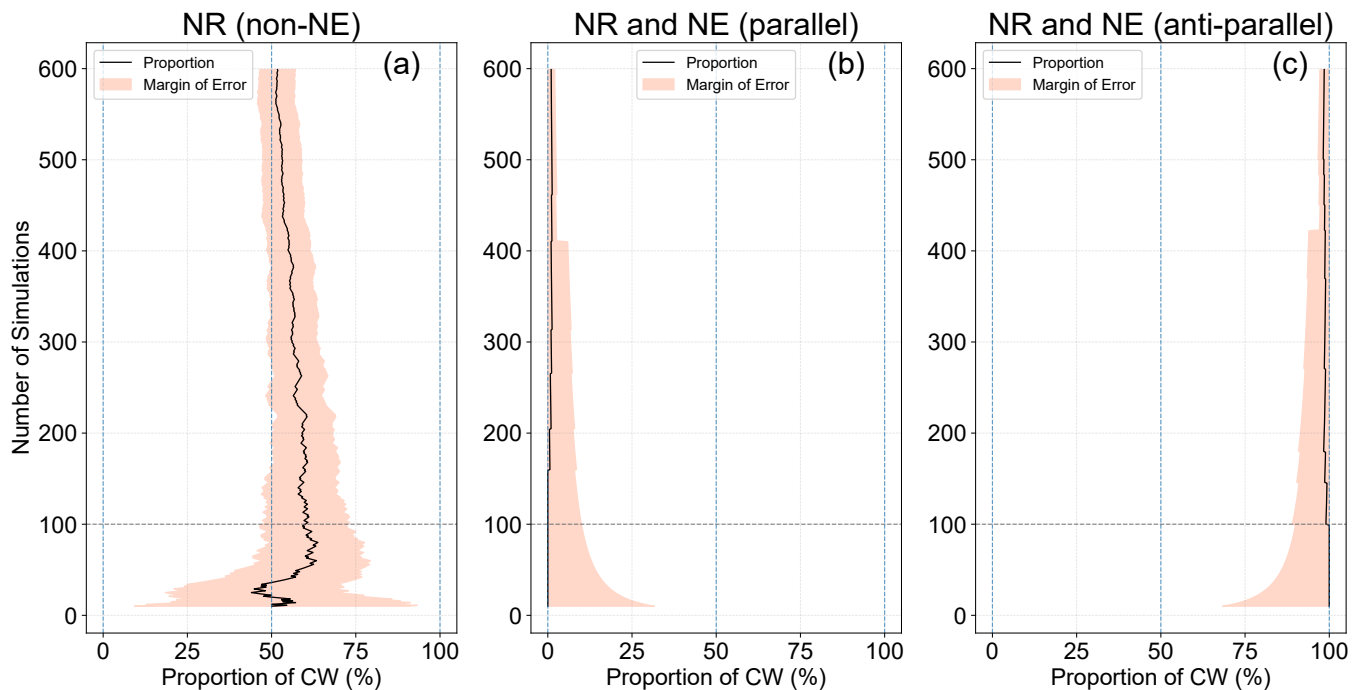 NR (non-NE)
Proportion
Margin of Error
(a)
600
500
400
300
200
100
0
Number of Simulations
0 25 50 75 100
Proportion of CW (%)
NR and NE (parallel)
Proportion
Margin of Error
(b)
600
500
400
300
200
100
0
0 25 50 75 100
Proportion of CW (%)
NR and NE (anti-parallel)
Proportion
Margin of Error
(c)
600
500
400
300
200
100
0
0 25 50 75 100
Proportion of CW (%)